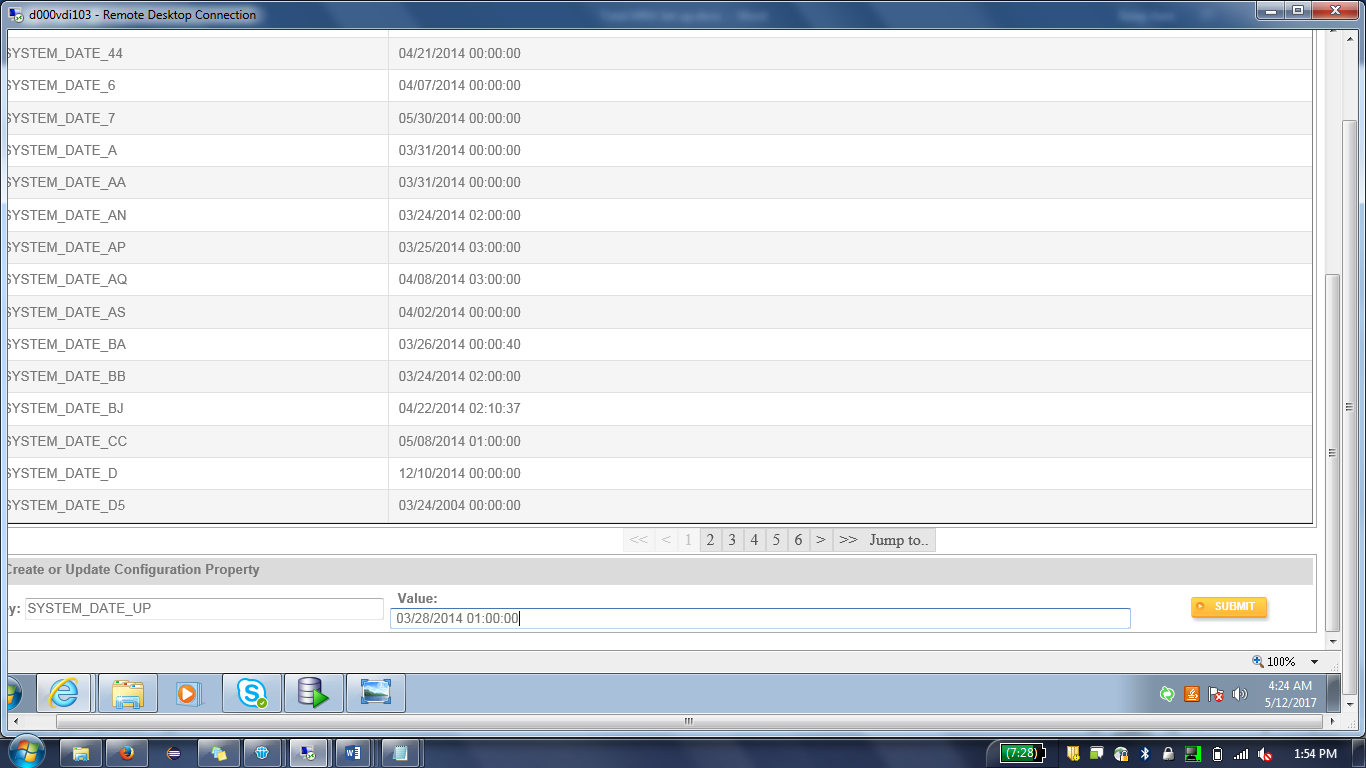 d000vdi103 - Remote Desktop Connection
SYSTEM_DATE_44 04/21/2014 00:00:00
SYSTEM_DATE_6 04/07/2014 00:00:00
SYSTEM_DATE_7 05/30/2014 00:00:00
SYSTEM_DATE_A 03/31/2014 00:00:00
SYSTEM_DATE_AA 03/31/2014 00:00:00
SYSTEM_DATE_AN 03/24/2014 02:00:00
SYSTEM_DATE_AP 03/25/2014 03:00:00
SYSTEM_DATE_AQ 04/08/2014 03:00:00
SYSTEM_DATE_AS 04/02/2014 00:00:00
SYSTEM_DATE_BA 03/26/2014 00:00:40
SYSTEM_DATE_BB 03/24/2014 02:00:00
SYSTEM_DATE_BJ 04/22/2014 02:10:37
SYSTEM_DATE_CC 05/08/2014 01:00:00
SYSTEM_DATE_D 12/10/2014 00:00:00
SYSTEM_DATE_D5 03/24/2004 00:00:00
<< < 1 2 3 4 5 6 > >> Jump to..
Create or Update Configuration Property
Value:
ey: SYSTEM_DATE_UP
03/28/2014 01:00:00
SUBMIT
100%
4:24 AM
5/12/2017
(7:28)
1:54 PM